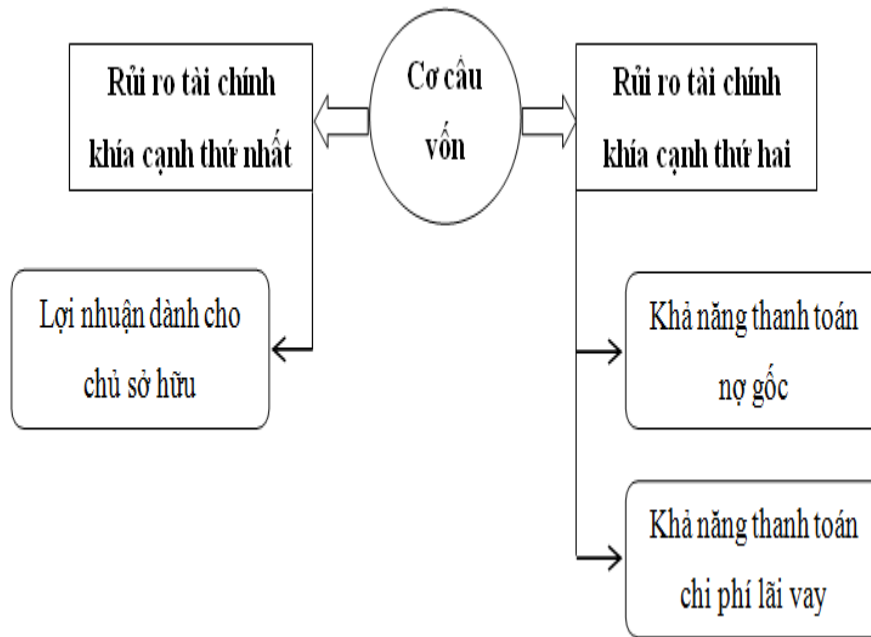 Rủi ro tài chính
khía cạnh thứ nhất
Cơ cấu
vốn
Rủi ro tài chính
khía cạnh thứ hai
Lợi nhuận dành cho
chủ sở hữu
Khả năng thanh toán
nợ gốc
Khả năng thanh toán
chi phí lãi vay